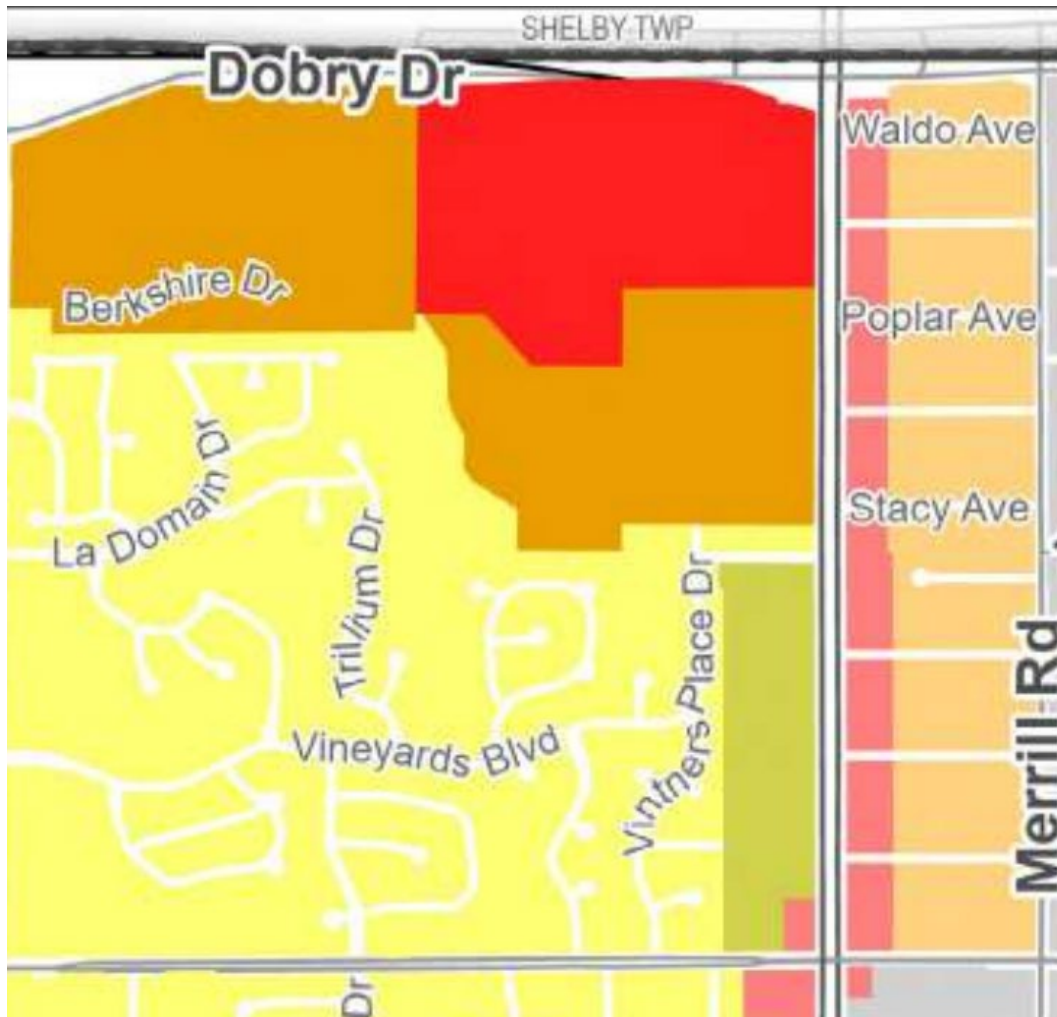 SHELBY TWP
Dobry Dr
Waldo Ave
Berkshire Dr
Poplar Ave
La Domain Dr
Stacy Ave
Trillium Dr
Vintners Place Dr
Merrill Rd
Vineyards Blvd
Dr